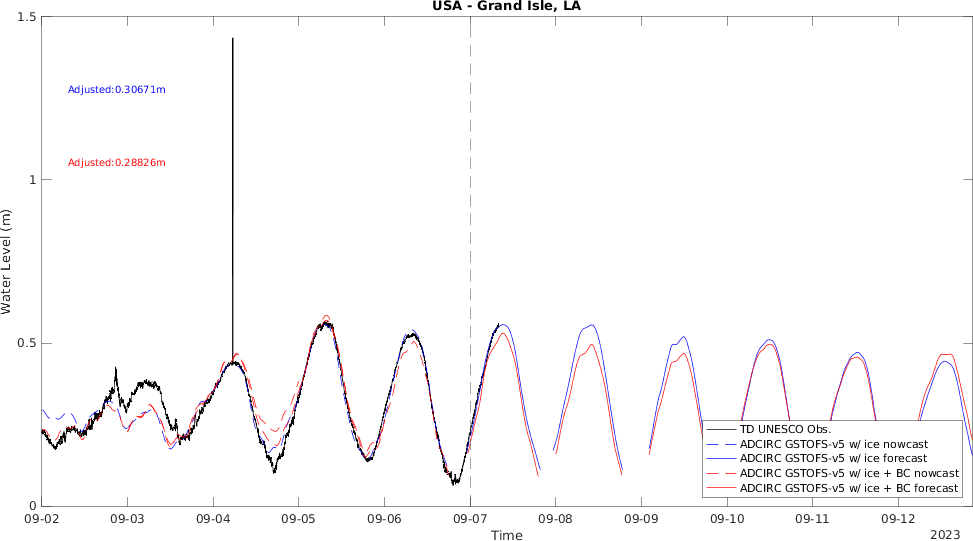 USA - Grand Isle, LA
1.5
1
0.5
0
Water Level (m)
Adjusted:0.30671m
Adjusted:0.28826m
TD UNESCO Obs.
ADCIRC GSTOFS-v5 w/ ice nowcast
ADCIRC GSTOFS-v5 w/ ice forecast
ADCIRC GSTOFS-v5 w/ ice + BC nowcast
ADCIRC GSTOFS-v5 w/ ice + BC forecast
09-02 09-03 09-04 09-05 09-06 09-07 09-08 09-09 09-10 09-11 09-12
Time
2023